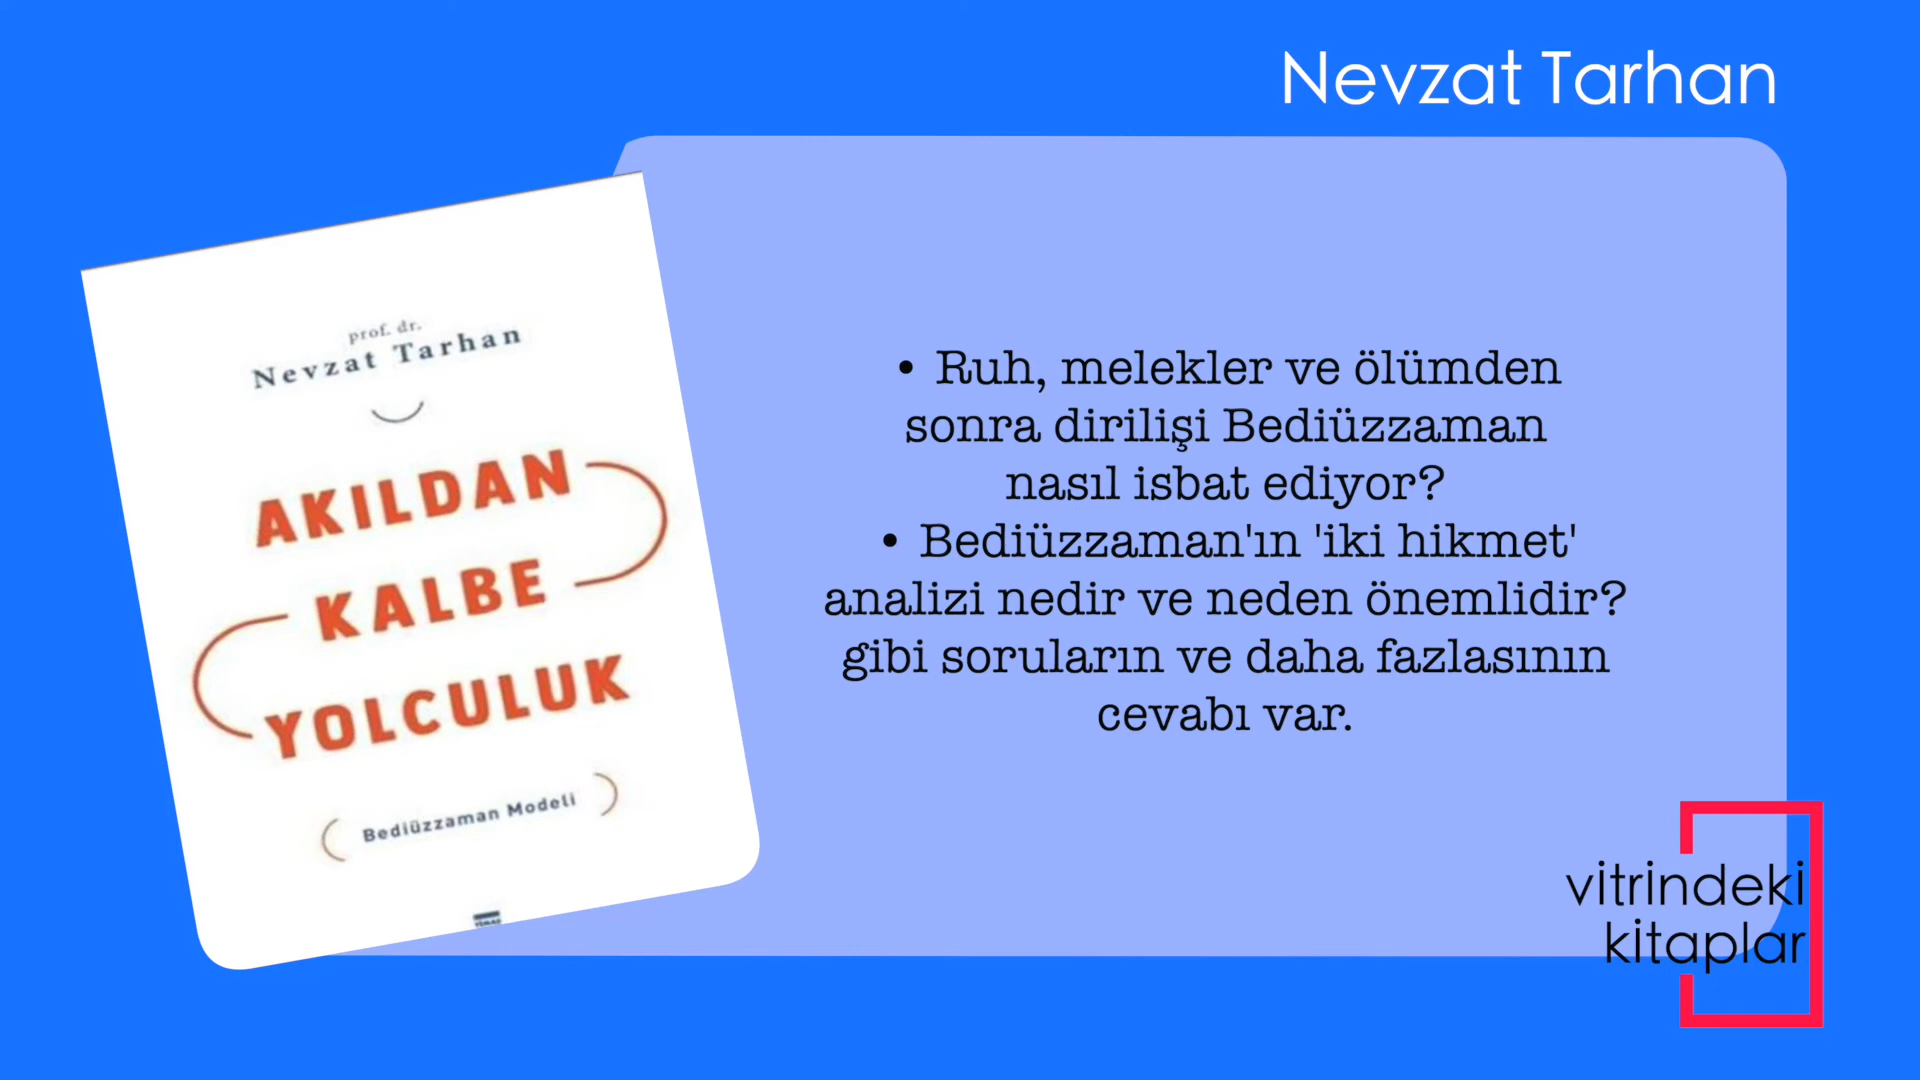 Nevzat Tarhan
prof. dr.
Nevzat Tarhan
AKILDAN
KALBE
YOLCULUK
Bediüzzaman Modeli
• Ruh, melekler ve ölümden
sonra dirilişi Bediüzzaman
nasıl isbat ediyor?
• Bediüzzaman'ın 'iki hikmet'
analizi nedir ve neden önemlidir?
gibi soruların ve daha fazlasının
cevabı var.
vitrindeki
kitaplar